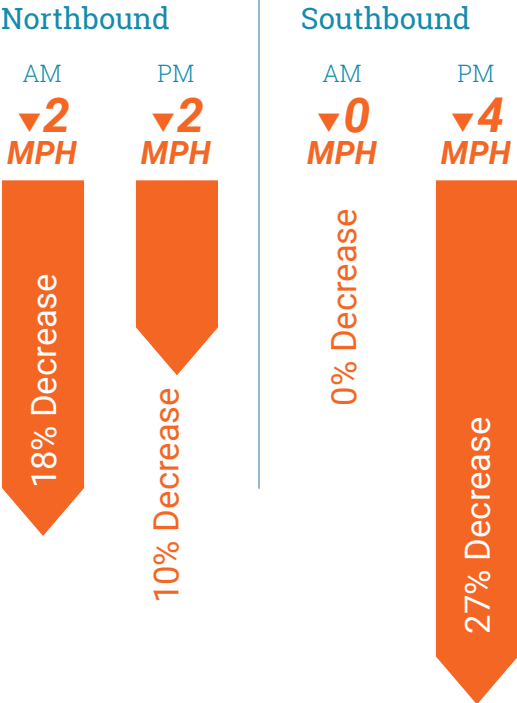 Northbound
AM
▼2
MPH
18% Decrease
PM
▼2
MPH
10% Decrease
Southbound
AM
▼0
MPH
0% Decrease
PM
▼4
MPH
27% Decrease